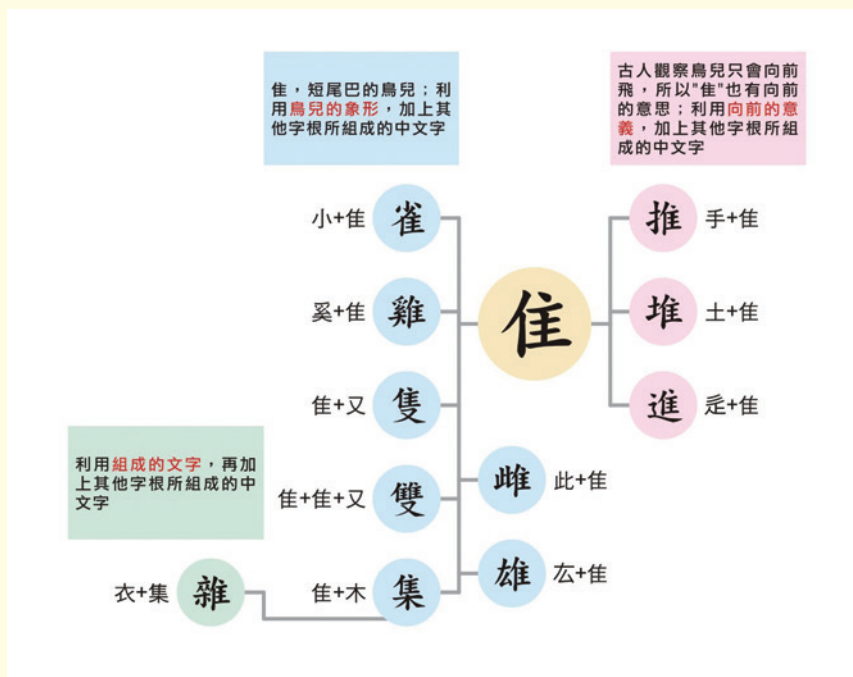 隹，短尾巴的鳥兒；利
用鳥兒的象形，加上其
他字根所組成的中文字
古人觀察鳥兒只會向前
飛，所以"隹"也有向前
的意思；利用向前的意
義，加上其他字根所組
成的中文字
小+隹
雀
推
手+隹
隹
奚+隹
雞
堆
土+隹
隹+又
隻
進
辵+隹
利用組成的文字，再加
上其他字根所組成的中
文字
隹+隹+又
雙
雌
此+隹
衣+集
雜
隹+木
集
雄
厷+隹